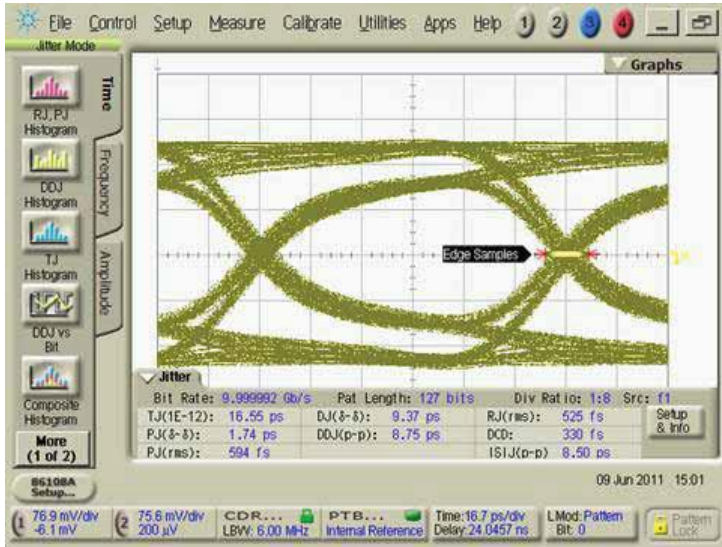 File Control Setup Measure Calibrate Utilities Apps Help 1 2 3 4
Jitter Mode
Graphs
Time
Frequency
Amplitude
RJ, PJ
Histogram
DDJ
Histogram
TJ
Histogram
DDJ vs
Bit
Composite
Histogram
More
(1 of 2)
86108A
Setup...
Edge Samples
Jitter
Bit Rate: 9.999992 Gb/s Pat Length: 127 bits Div Ratio: 1:8 Src: f1
TJ(1E-12): 16.55 ps DJ(δ-δ): 9.37 ps RJ(rms): 525 fs
PJ(δ-δ): 1.74 ps DDJ(p-p): 8.75 ps DCD: 330 fs
PJ(rms): 594 fs ISIJ(p-p) 8.50 ps
Setup
& Info
09 Jun 2011 15:01
1 76.9 mV/div
-6.1 mV
2 75.6 mV/div
200 µV
CDR...
LBW: 6.00 MHz
PTB...
Internal Reference
Time:16.7 ps/div
Delay:24.0457 ns
LMod: Pattern
Bit: 0
Pattern
Lock